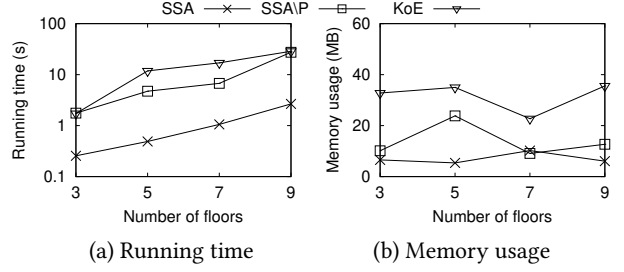 SSA SSA\P KoE
Running time (s)
100
10
1
0.1
3 5 7 9
Number of floors
(a) Running time
Memory usage (MB)
60
40
20
0
3 5 7 9
Number of floors
(b) Memory usage